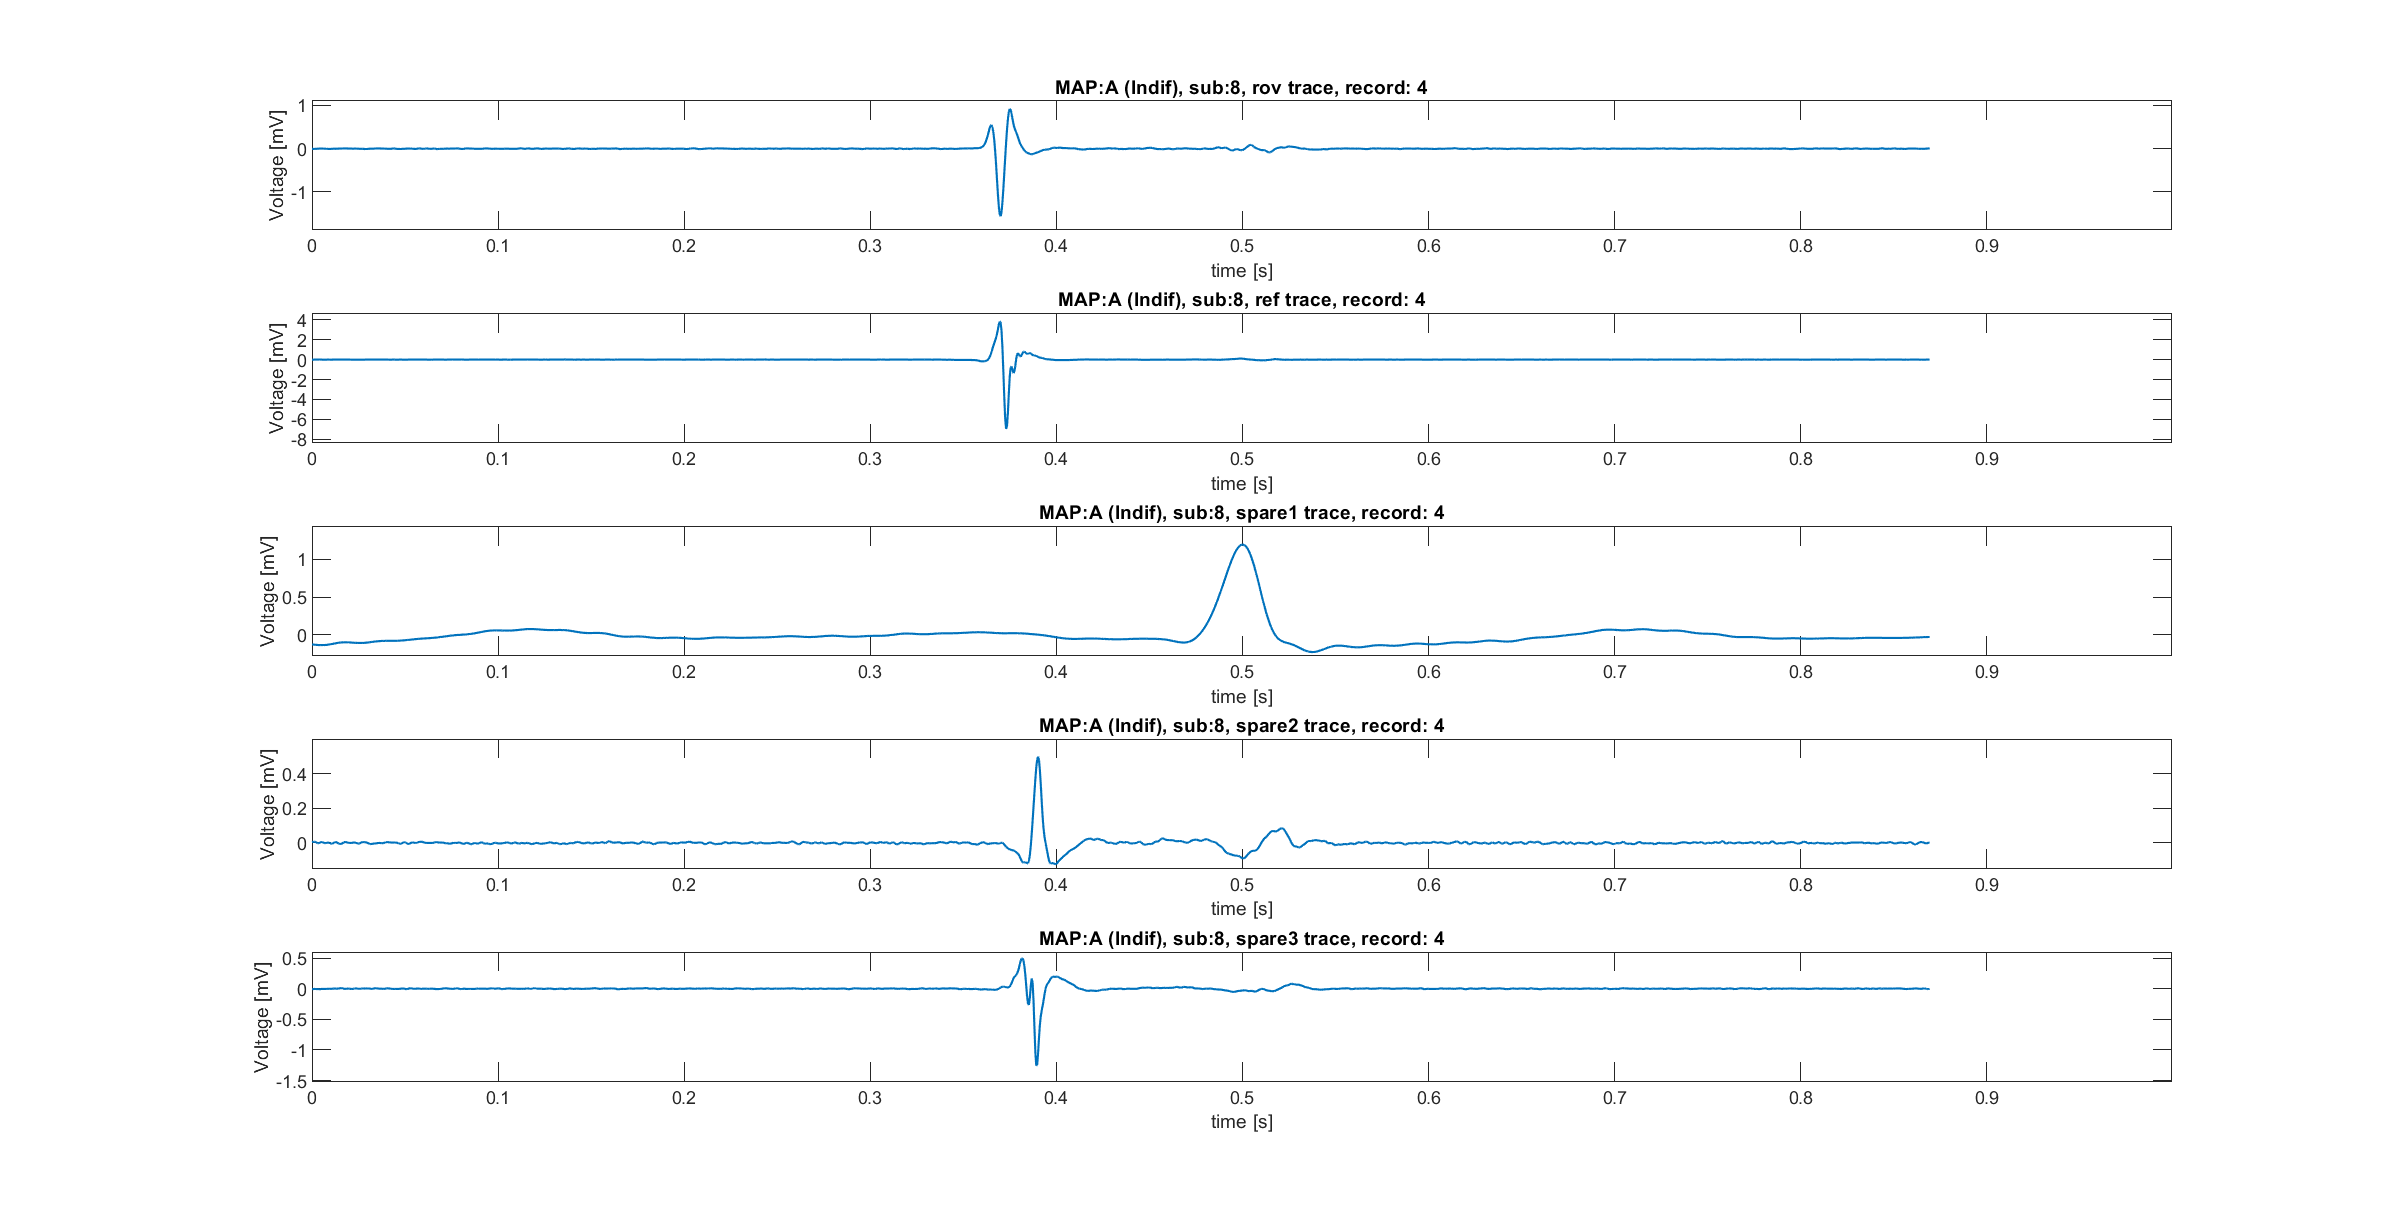 MAP:A (Indif), sub:8, rov trace, record: 4
Voltage [mV]
1
0
-1
0 0.1 0.2 0.3 0.4 0.5 0.6 0.7 0.8 0.9
time [s]
MAP:A (Indif), sub:8, ref trace, record: 4
Voltage [mV]
4
2
0
-2
-4
-6
-8
0 0.1 0.2 0.3 0.4 0.5 0.6 0.7 0.8 0.9
time [s]
MAP:A (Indif), sub:8, spare1 trace, record: 4
Voltage [mV]
1
0.5
0
0 0.1 0.2 0.3 0.4 0.5 0.6 0.7 0.8 0.9
time [s]
MAP:A (Indif), sub:8, spare2 trace, record: 4
Voltage [mV]
0.4
0.2
0
0 0.1 0.2 0.3 0.4 0.5 0.6 0.7 0.8 0.9
time [s]
MAP:A (Indif), sub:8, spare3 trace, record: 4
Voltage [mV]
0.5
0
-0.5
-1
-1.5
0 0.1 0.2 0.3 0.4 0.5 0.6 0.7 0.8 0.9
time [s]